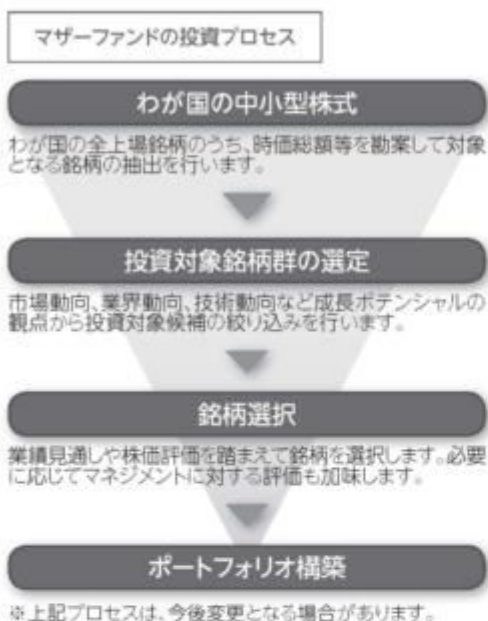 マザーファンドの投資プロセス
わが国の中小型株式
わが国の全上場銘柄のうち、時価総額等を勘案して対象
となる銘柄の抽出を行います。
投資対象銘柄群の選定
市場動向、業界動向、技術動向など成長ポテンシャルの
観点から投資対象候補の絞り込みを行います。
銘柄選択
業績見通しや株価評価を踏まえて銘柄を選択します。必要
に応じてマネジメントに対する評価も加味します。
ポートフォリオ構築
※上記プロセスは、今後変更となる場合があります。